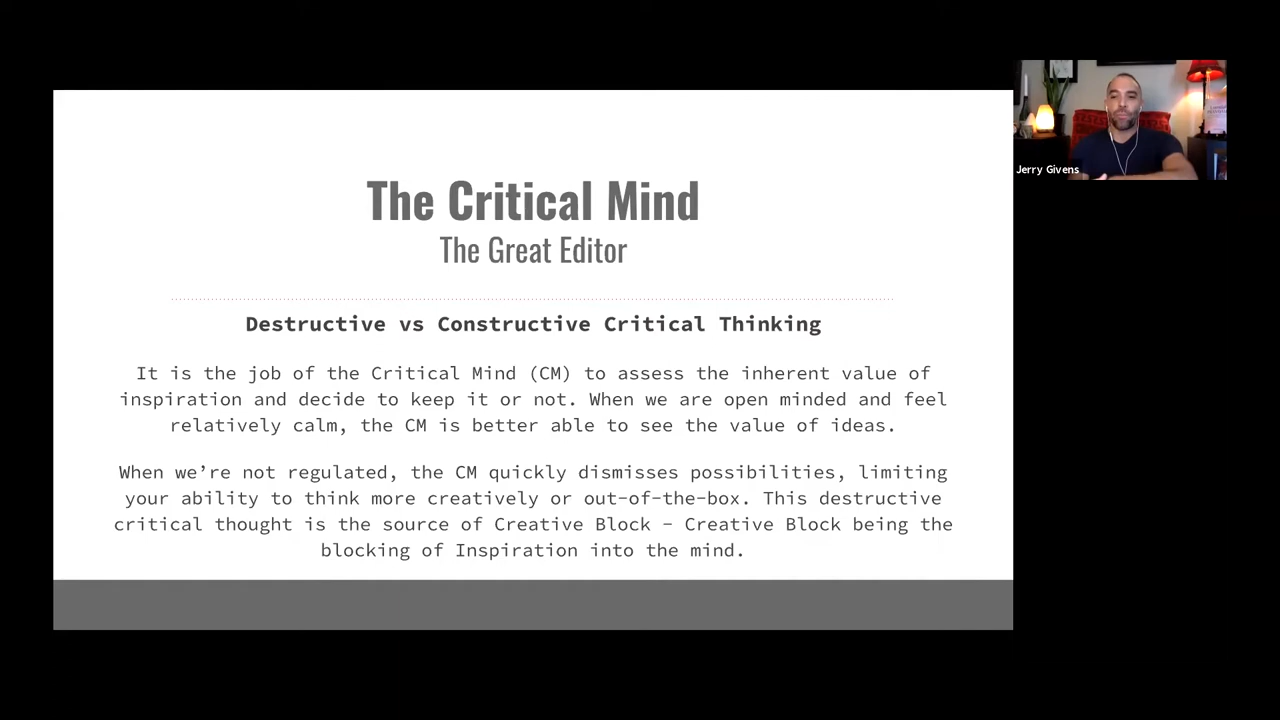 The Critical Mind
The Great Editor
Destructive vs Constructive Critical Thinking
It is the job of the Critical Mind (CM) to assess the inherent value of
inspiration and decide to keep it or not. When we are open minded and feel
relatively calm, the CM is better able to see the value of ideas.
When we’re not regulated, the CM quickly dismisses possibilities, limiting
your ability to think more creatively or out-of-the-box. This destructive
critical thought is the source of Creative Block – Creative Block being the
blocking of Inspiration into the mind.
Jerry Givens